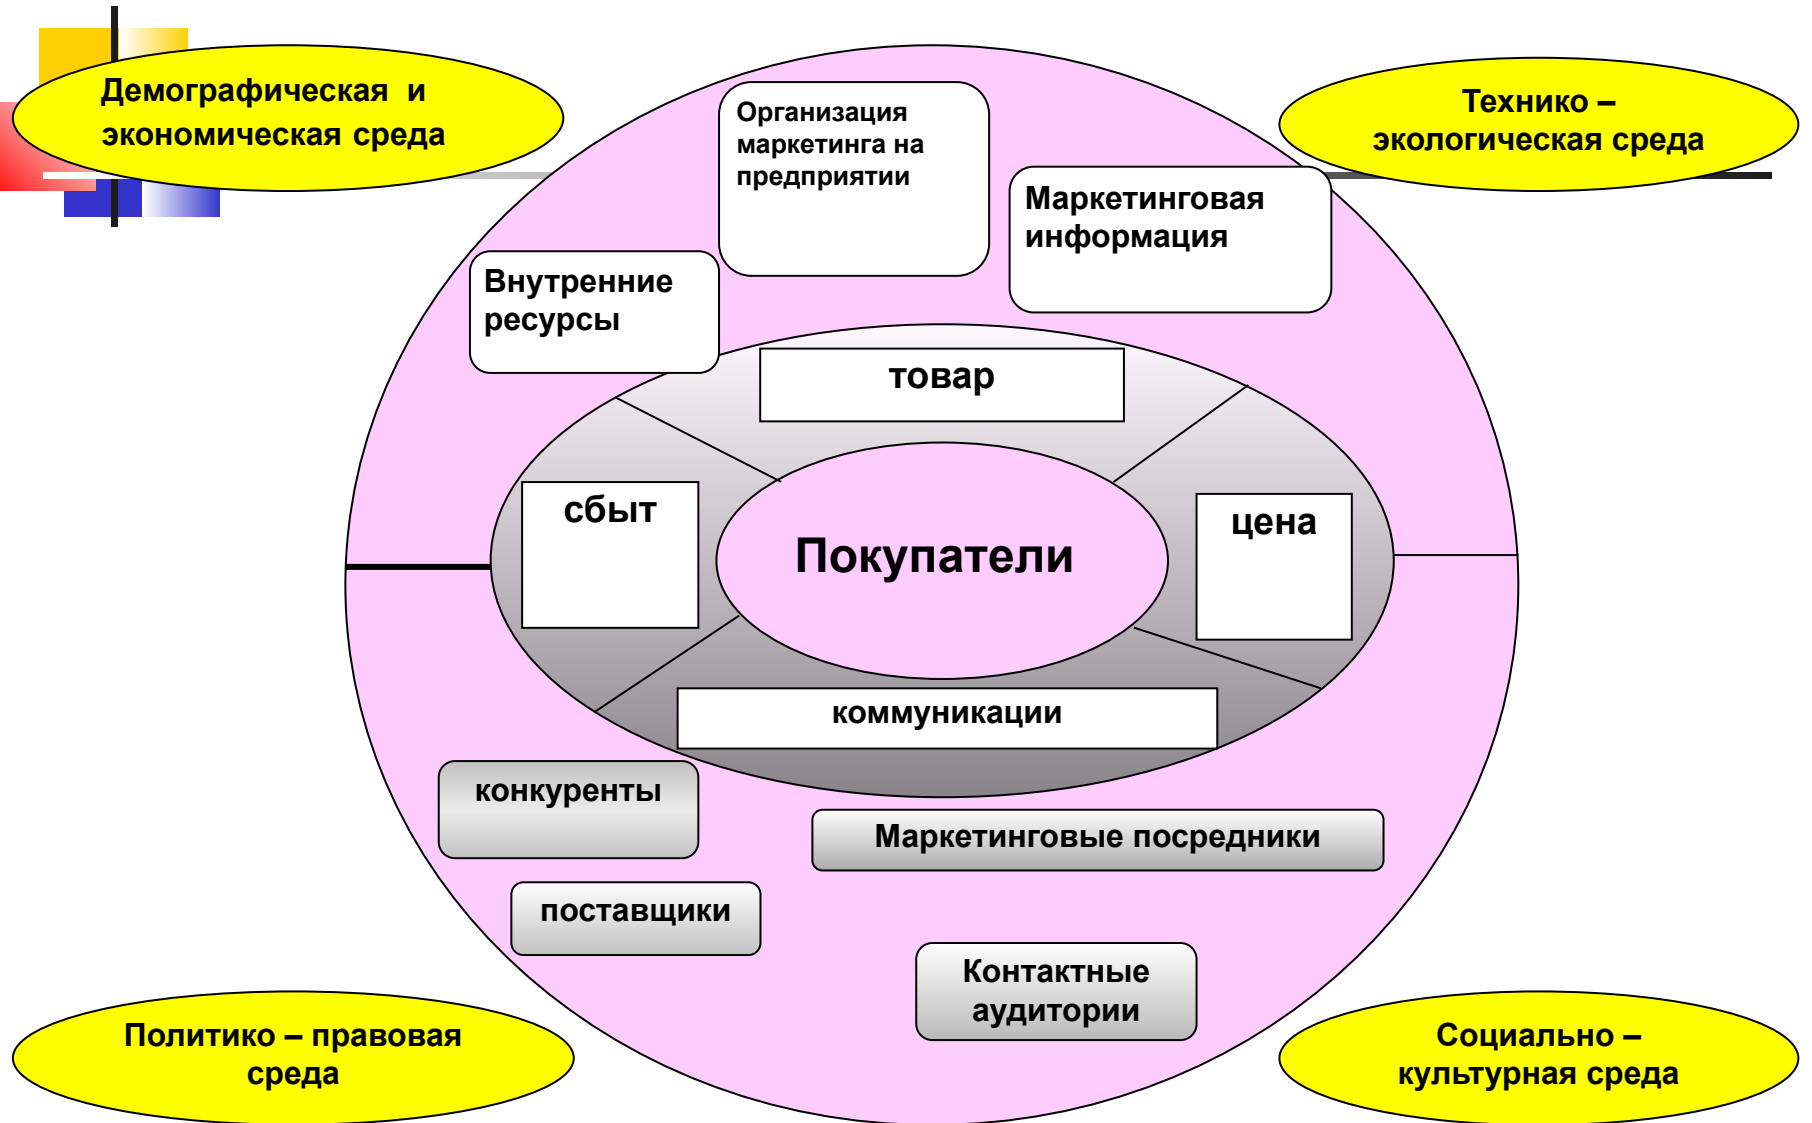 Демографическая и
экономическая среда
Технико –
экологическая среда
Организация
маркетинга на
предприятии
Маркетинговая
информация
Внутренние
ресурсы
товар
сбыт
цена
Покупатели
коммуникации
конкуренты
Маркетинговые посредники
поставщики
Контактные
аудитории
Политико – правовая
среда
Социально –
культурная среда